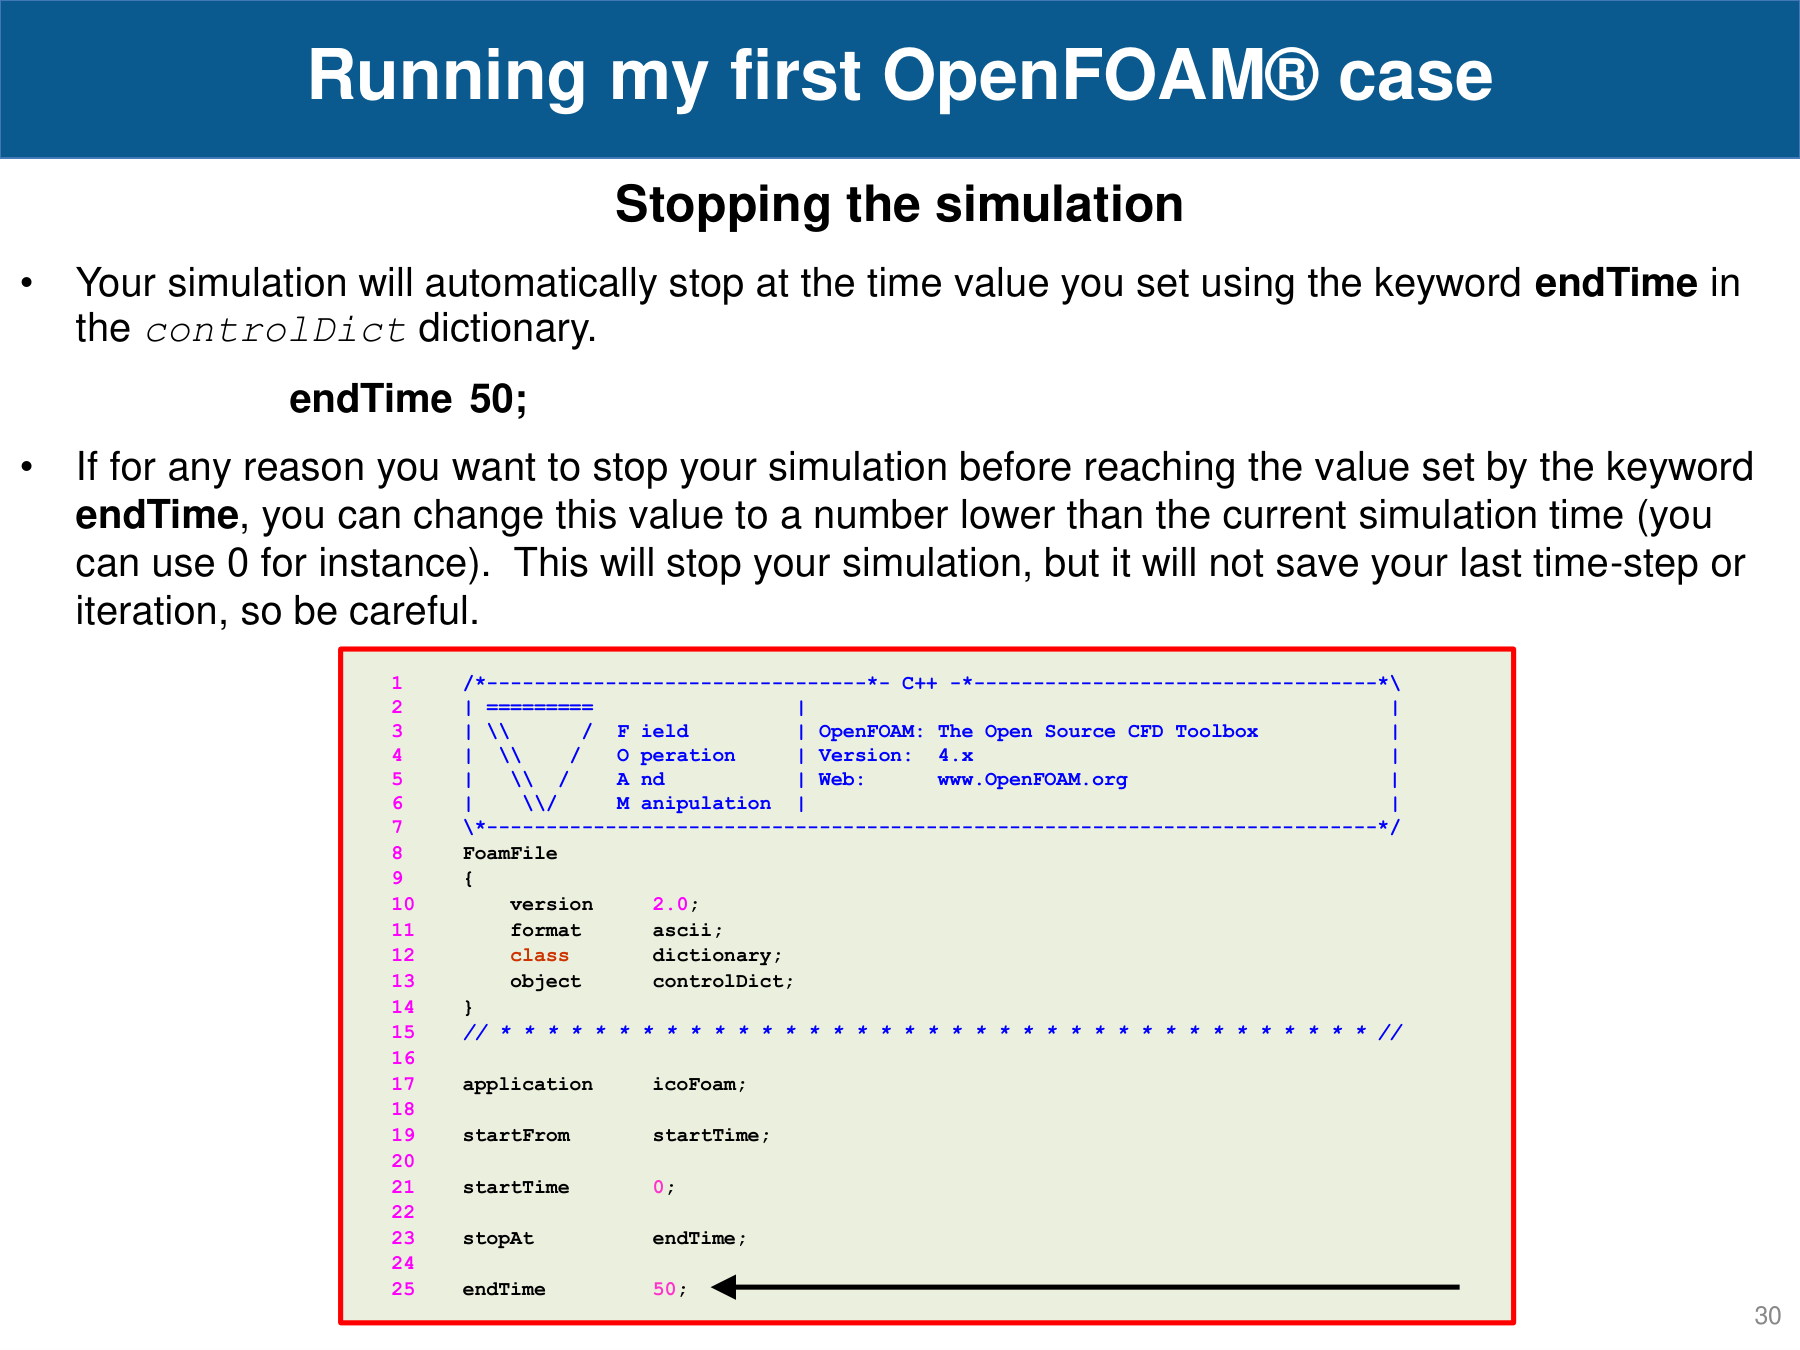 Running my first OpenFOAM® case
Stopping the simulation
• Your simulation will automatically stop at the time value you set using the keyword endTime in
the controlDict dictionary.
endTime 50;
• If for any reason you want to stop your simulation before reaching the value set by the keyword
endTime, you can change this value to a number lower than the current simulation time (you
can use 0 for instance).  This will stop your simulation, but it will not save your last time-step or
iteration, so be careful.
1     /*--------------------------------*- C++ -*----------------------------------*\
2     | =========                 |                                                 |
3     | \\      /  F ield         | OpenFOAM: The Open Source CFD Toolbox           |
4     |  \\    /   O peration     | Version:  4.x                                   |
5     |   \\  /    A nd           | Web:      www.OpenFOAM.org                      |
6     |    \\/     M anipulation  |                                                 |
7     \*---------------------------------------------------------------------------*/
8     FoamFile
9     {
10        version     2.0;
11        format      ascii;
12        class       dictionary;
13        object      controlDict;
14    }
15    // * * * * * * * * * * * * * * * * * * * * * * * * * * * * * * * * * * * * * //
16
17    application     icoFoam;
18
19    startFrom       startTime;
20
21    startTime       0;
22
23    stopAt          endTime;
24
25    endTime         50;
30